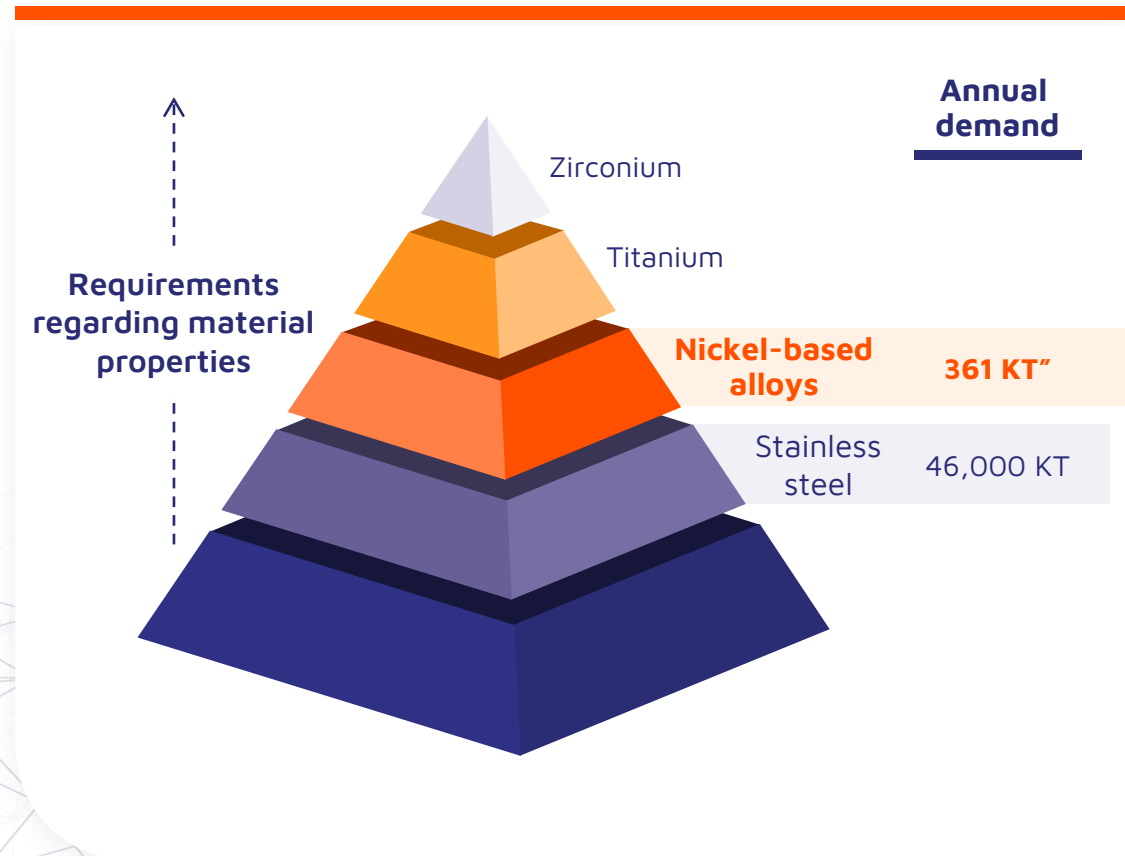 Annual
demand
Zirconium
Titanium
Requirements
regarding material
properties
Nickel-based
alloys
361 KT”
Stainless
steel
46,000 KT